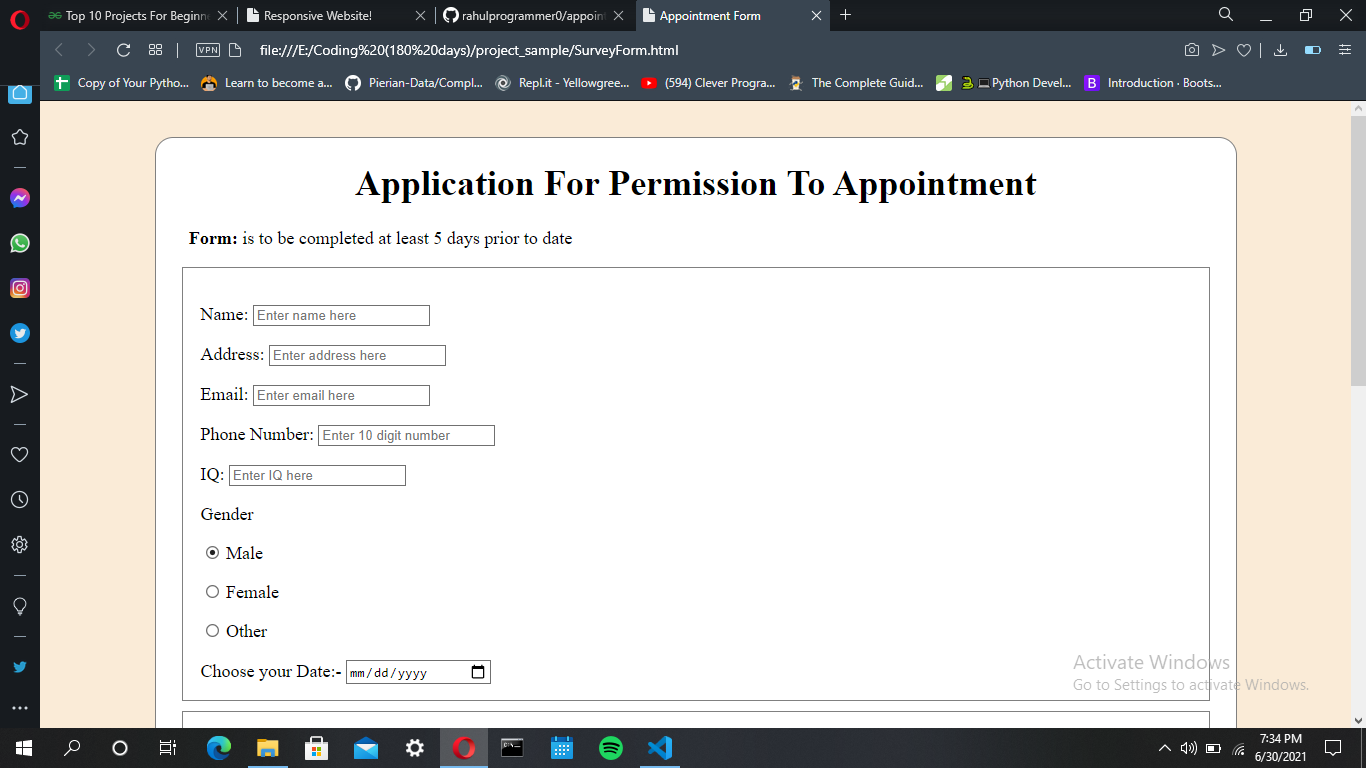 Top 10 Projects For Beginne
Responsive Website!
rahulprogrammer0/appoin
Appointment Form
VPN
file:///E:/Coding%20(180%20days)/project_sample/SurveyForm.html
Copy of Your Pytho...
Learn to become a...
Pierian-Data/Compl...
Repl.it - Yellowgree...
(594) Clever Progra...
The Complete Guid...
Python Devel...
B
Introduction · Boots...
Application For Permission To Appointment
Form: is to be completed at least 5 days prior to date
Name: Enter name here
Address: Enter address here
Email: Enter email here
Phone Number: Enter 10 digit number
IQ: Enter IQ here
Gender
Male
Female
Other
Choose your Date:- mm/dd/yyyy
Activate Windows
Go to Settings to activate Windows.
7:34 PM
6/30/2021